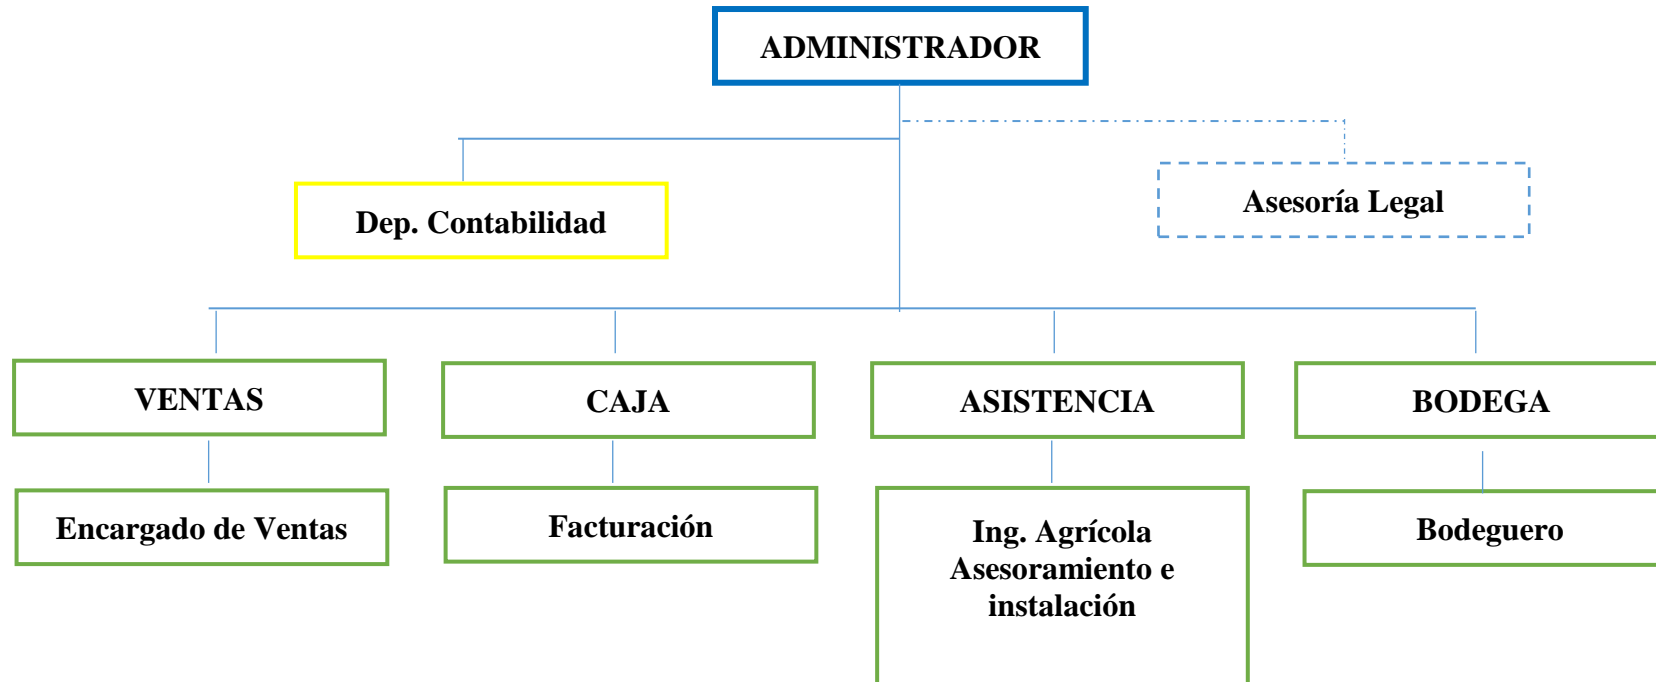 ADMINISTRADOR
Dep. Contabilidad
Asesoría Legal
VENTAS
CAJA
ASISTENCIA
BODEGA
Encargado de Ventas
Facturación
Ing. Agrícola
Asesoramiento e
instalación
Bodeguero